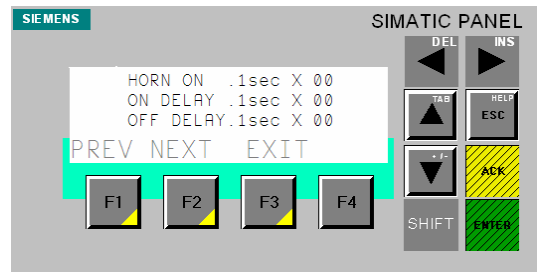 SIEMENS
SIMATIC PANEL
DEL
INS
HORN ON .1sec X 00
ON DELAY .1sec X 00
OFF DELAY.1sec X 00
PREV NEXT EXIT
TAB
HELP
ESC
+ /-
ACK
F1 F2 F3 F4
SHIFT
ENTER